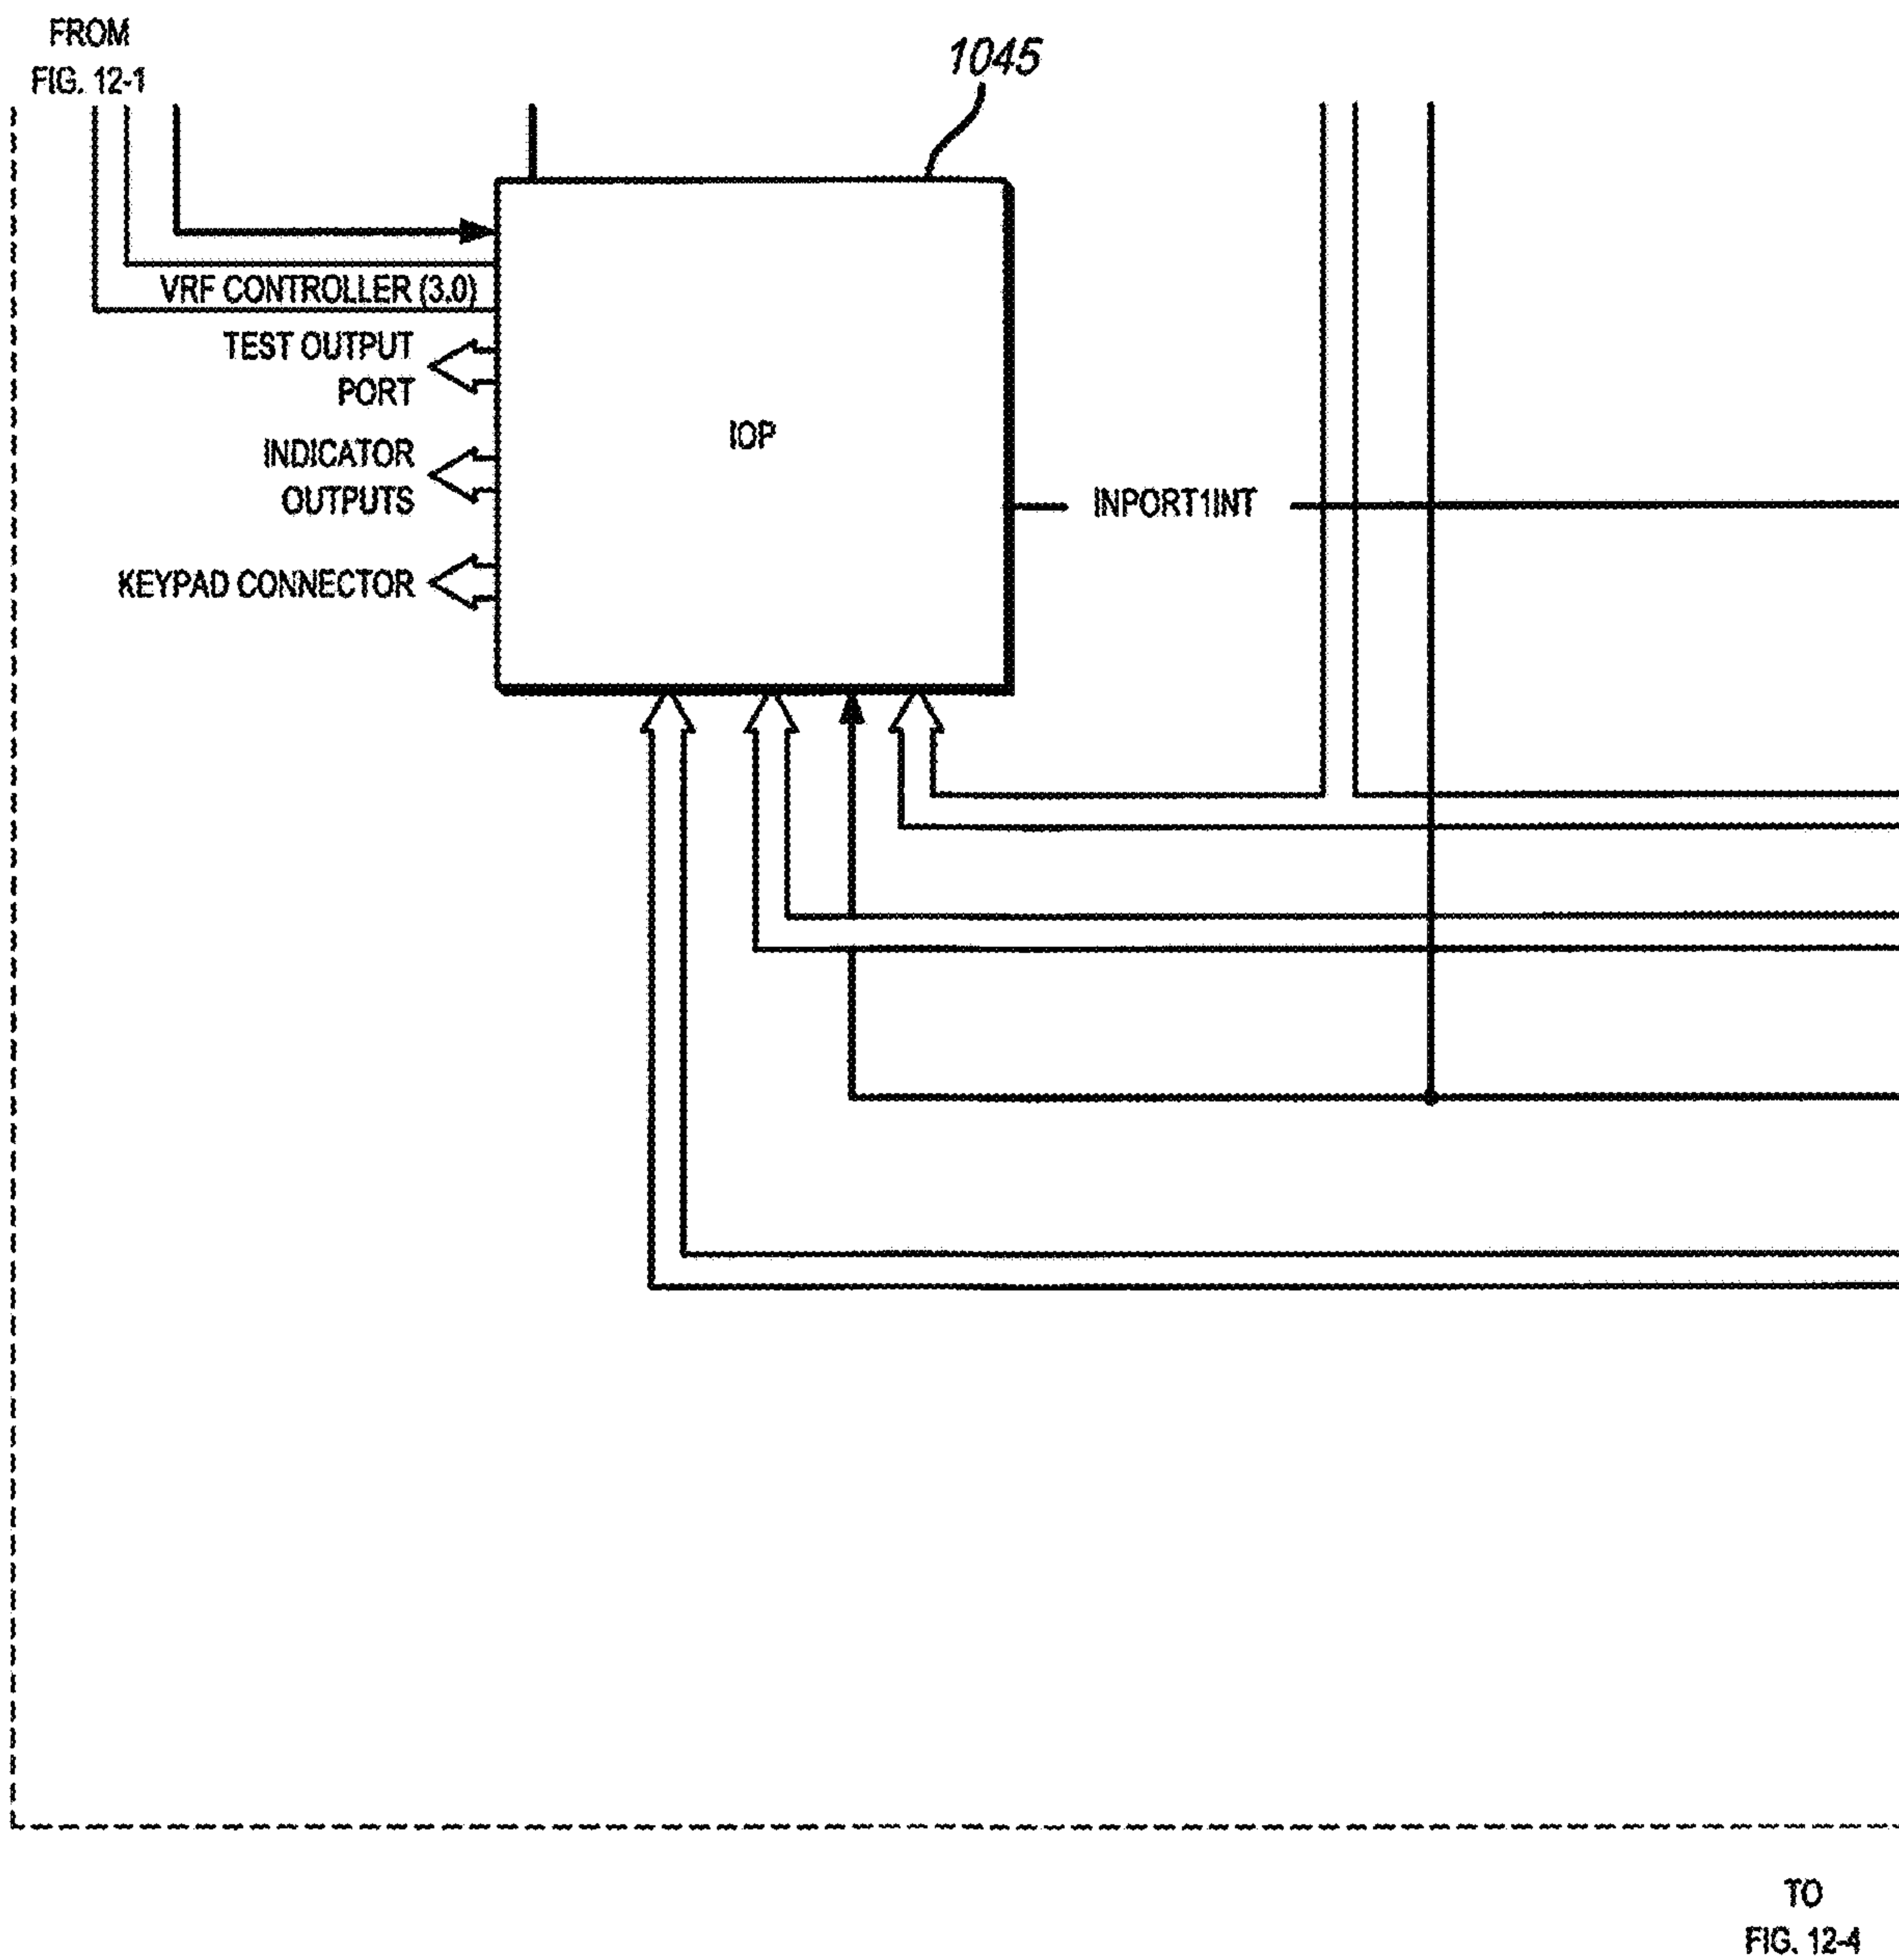 FROM
FIG. 12-1
1045
VRF CONTROLLER (3.0)
TEST OUTPUT
PORT
IOP
INDICATOR
OUTPUTS
INPORT1INT
KEYPAD CONNECTOR
TO
FIG. 12-4